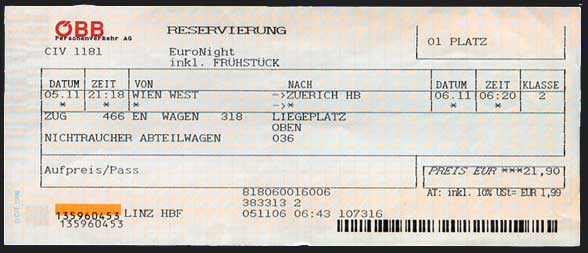 ÖBB
Personenverkehr AG
RESERVIERUNG
01 PLATZ
CIV 1181
EuroNight
inkl. FRÜHSTÜCK
DATUM ZEIT VON NACH DATUM ZEIT KLASSE
05.11 21:18 WIEN WEST ->ZUERICH HB 06.11 06:20 2
* * * ->* * *
ZUG 466 EN WAGEN 318 LIEGEPLATZ
OBEN
NICHTRAUCHER ABTEILWAGEN 036
Aufpreis/Pass
PREIS EUR ***21,90
AT: inkl. 10% USt= EUR 1,99
818060016006
383313 2
135960453 LINZ HBF 051106 06:43 107316
135960453